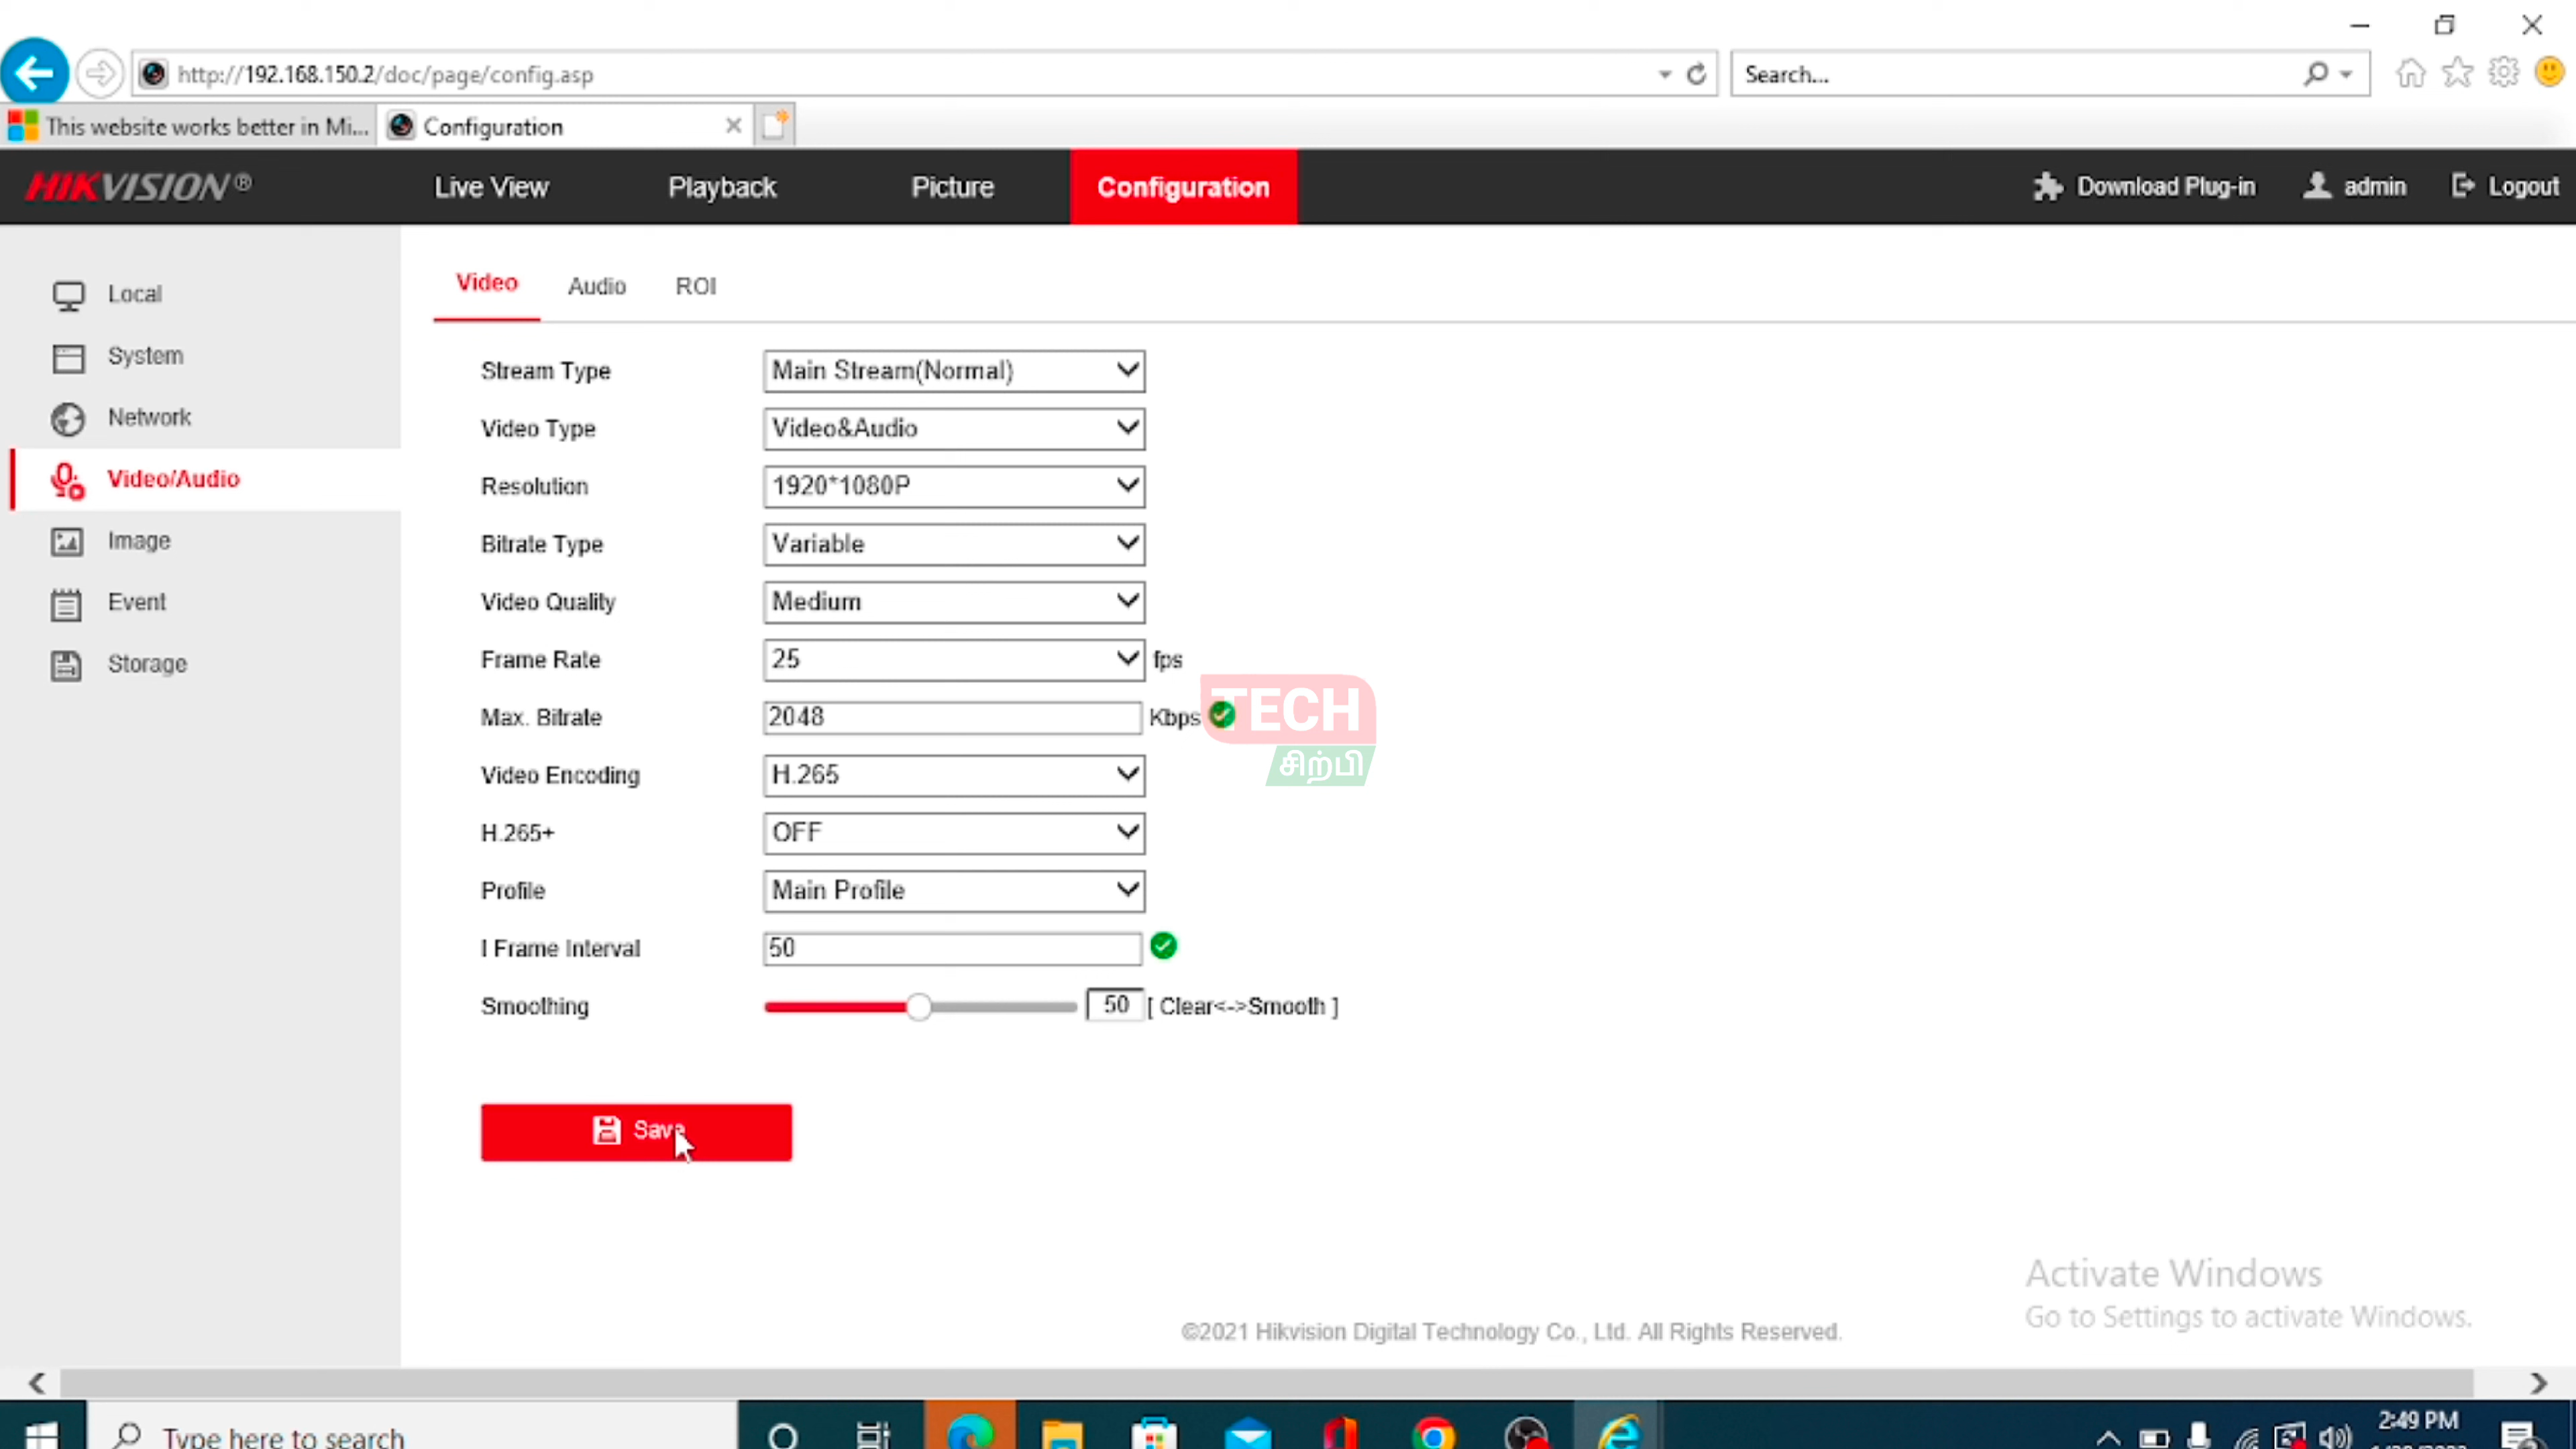 http://192.168.150.2/doc/page/config.asp
Search...
This website works better in Mi...
Configuration
HIKVISION®
Live View
Playback
Picture
Configuration
Download Plug-in
admin
Logout
Local
System
Network
Video/Audio
Image
Event
Storage
Video
Audio
ROI
Stream Type Main Stream(Normal)
Video Type Video&Audio
Resolution 1920*1080P
Bitrate Type Variable
Video Quality Medium
Frame Rate 25 fps
Max. Bitrate 2048 Kbps
TECH
சிற்பி
Video Encoding H.265
H.265+ OFF
Profile Main Profile
I Frame Interval 50
Smoothing 50 [ Clear<->Smooth ]
Save
Activate Windows
Go to Settings to activate Windows.
©2021 Hikvision Digital Technology Co., Ltd. All Rights Reserved.
Type here to search
2:49 PM